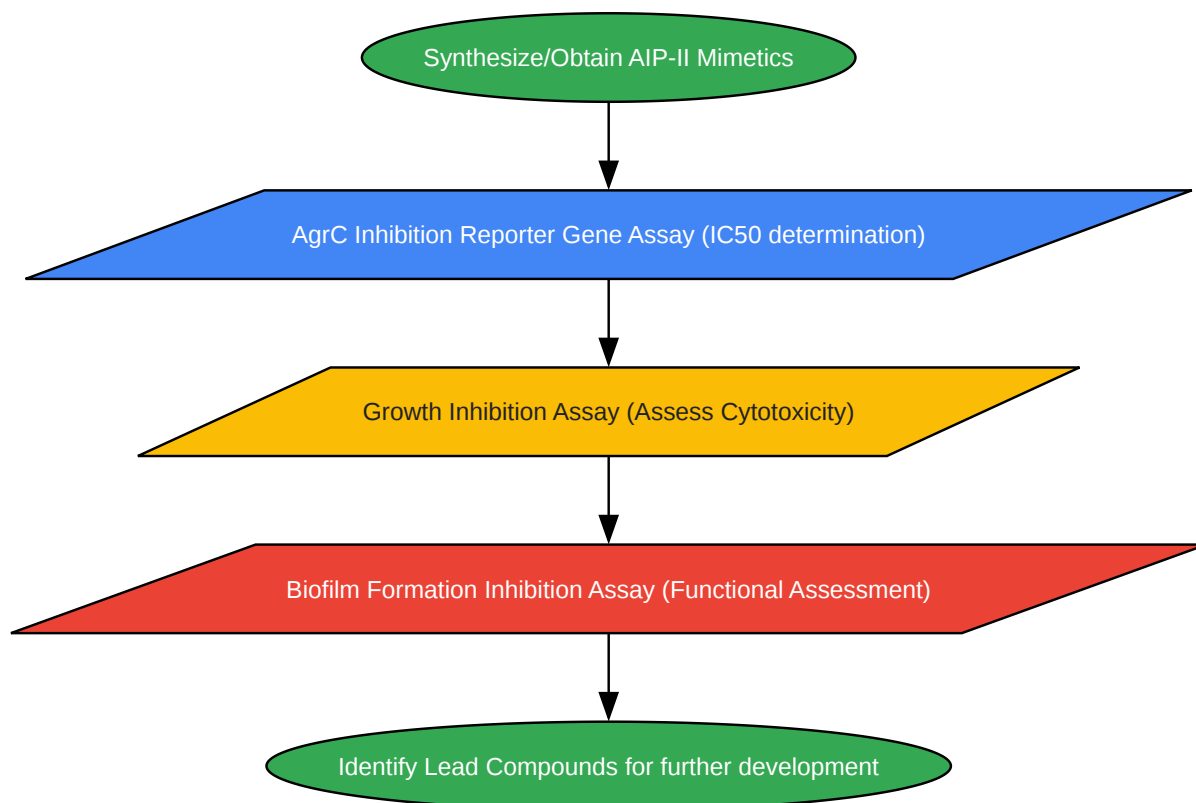 Synthesize/Obtain AIP-II Mimetics
AgrC Inhibition Reporter Gene Assay (IC50 determination)
Growth Inhibition Assay (Assess Cytotoxicity)
Biofilm Formation Inhibition Assay (Functional Assessment)
Identify Lead Compounds for further development